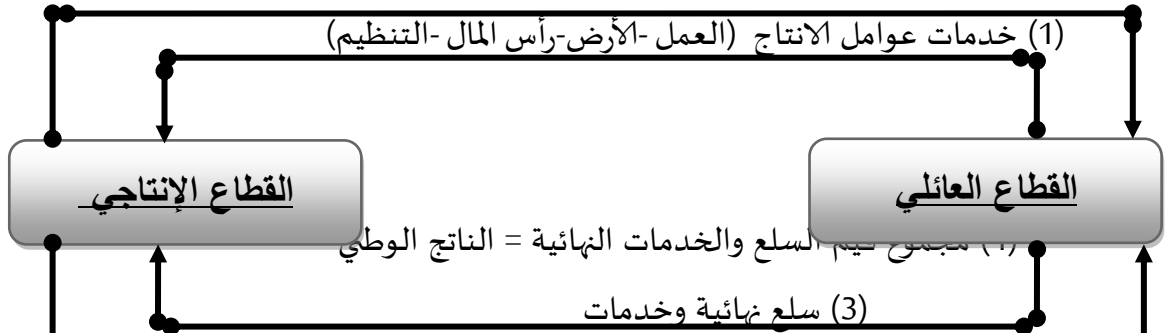 (1) خدمات عوامل الانتاج (العمل -الأرض-رأس المال -التنظيم)
القطاع العائلي
القطاع الإنتاجي
السلع والخدمات النهائية = الناتج الوطني
(3) سلع نهائية وخدمات